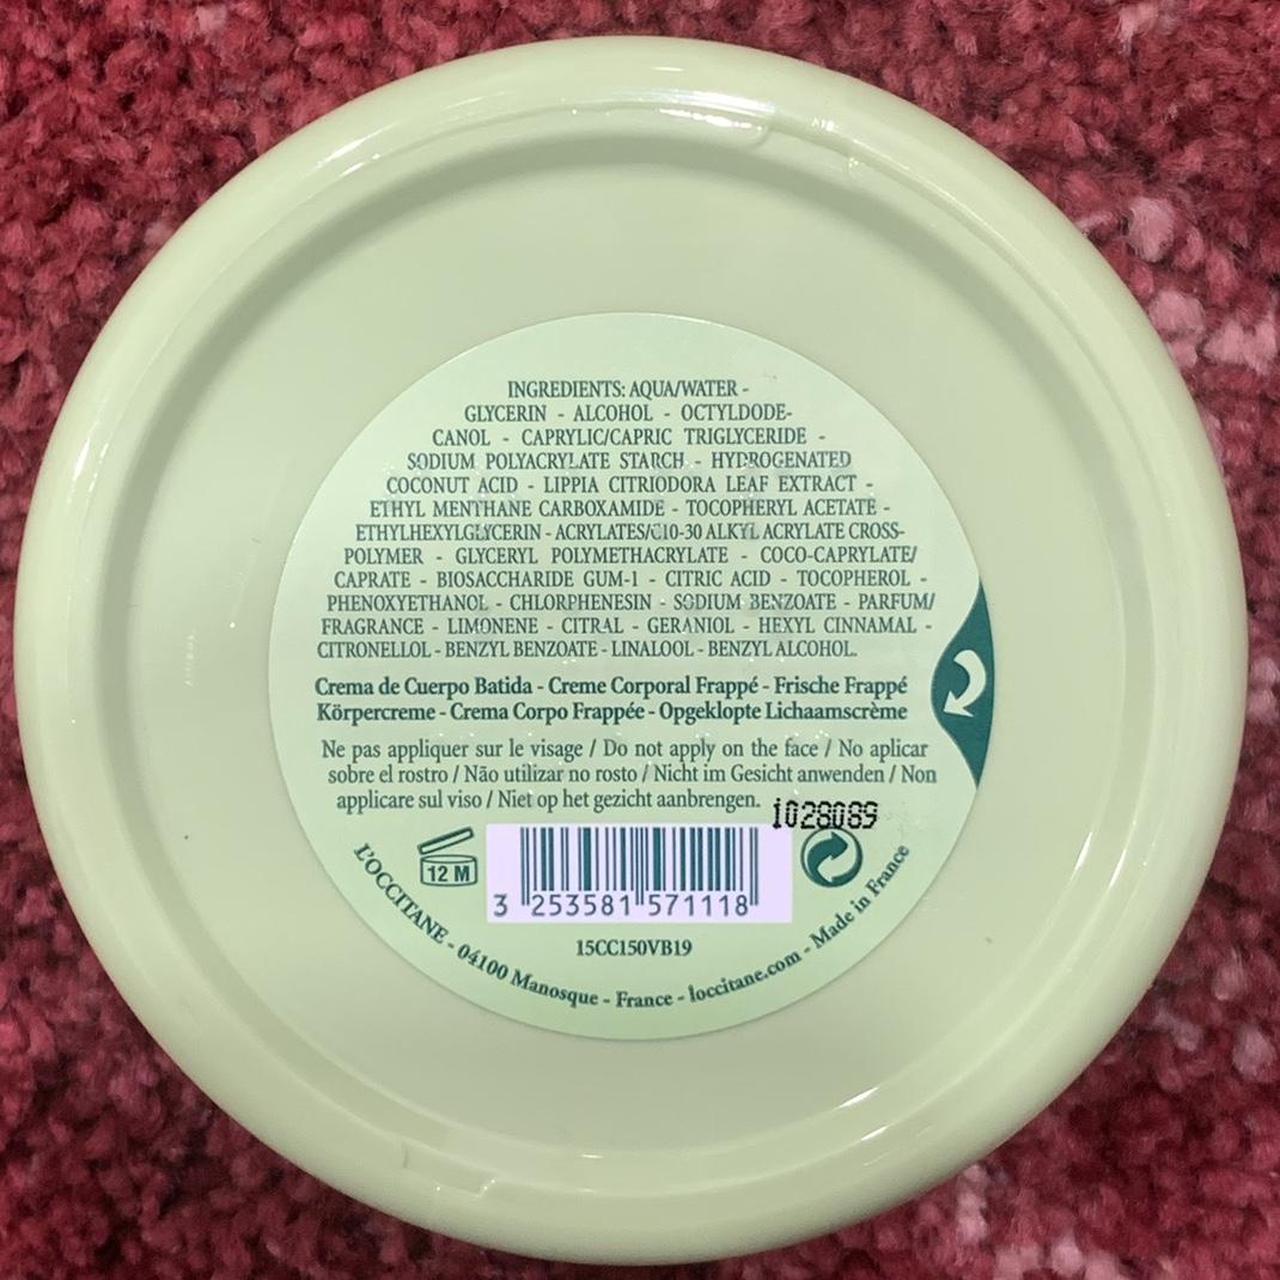 INGREDIENTS: AQUA/WATER -
GLYCERIN - ALCOHOL - OCTYLDODE-
CANOL - CAPRYLIC/CAPRIC TRIGLYCERIDE -
SODIUM POLYACRYLATE STARCH - HYDROGENATED
COCONUT ACID - LIPPIA CITRIODORA LEAF EXTRACT -
ETHYL MENTHANE CARBOXAMIDE - TOCOPHERYL ACETATE -
ETHYLHEXYLGLYCERIN - ACRYLATES/C10-30 ALKYL ACRYLATE CROSS-
POLYMER - GLYCERYL POLYMETHACRYLATE - COCO-CAPRYLATE/
CAPRATE - BIOSACCHARIDE GUM-1 - CITRIC ACID - TOCOPHEROL -
PHENOXYETHANOL - CHLORPHENESIN - SODIUM BENZOATE - PARFUM/
FRAGRANCE - LIMONENE - CITRAL - GERANIOL - HEXYL CINNAMAL -
CITRONELLOL - BENZYL BENZOATE - LINALOOL - BENZYL ALCOHOL.
Crema de Cuerpo Batida - Creme Corporal Frappé - Frische Frappé
Körpercreme - Crema Corpo Frappée - Opgeklopte Lichaamscrème
Ne pas appliquer sur le visage / Do not apply on the face / No aplicar
sobre el rostro / Não utilizar no rosto / Nicht im Gesicht anwenden / Non
applicare sul viso / Niet op het gezicht aanbrengen.
1028089
12 M
3 253581 571118
15CC150VB19
L'OCCITANE - 04100 Manosque - France - loccitane.com - Made in France